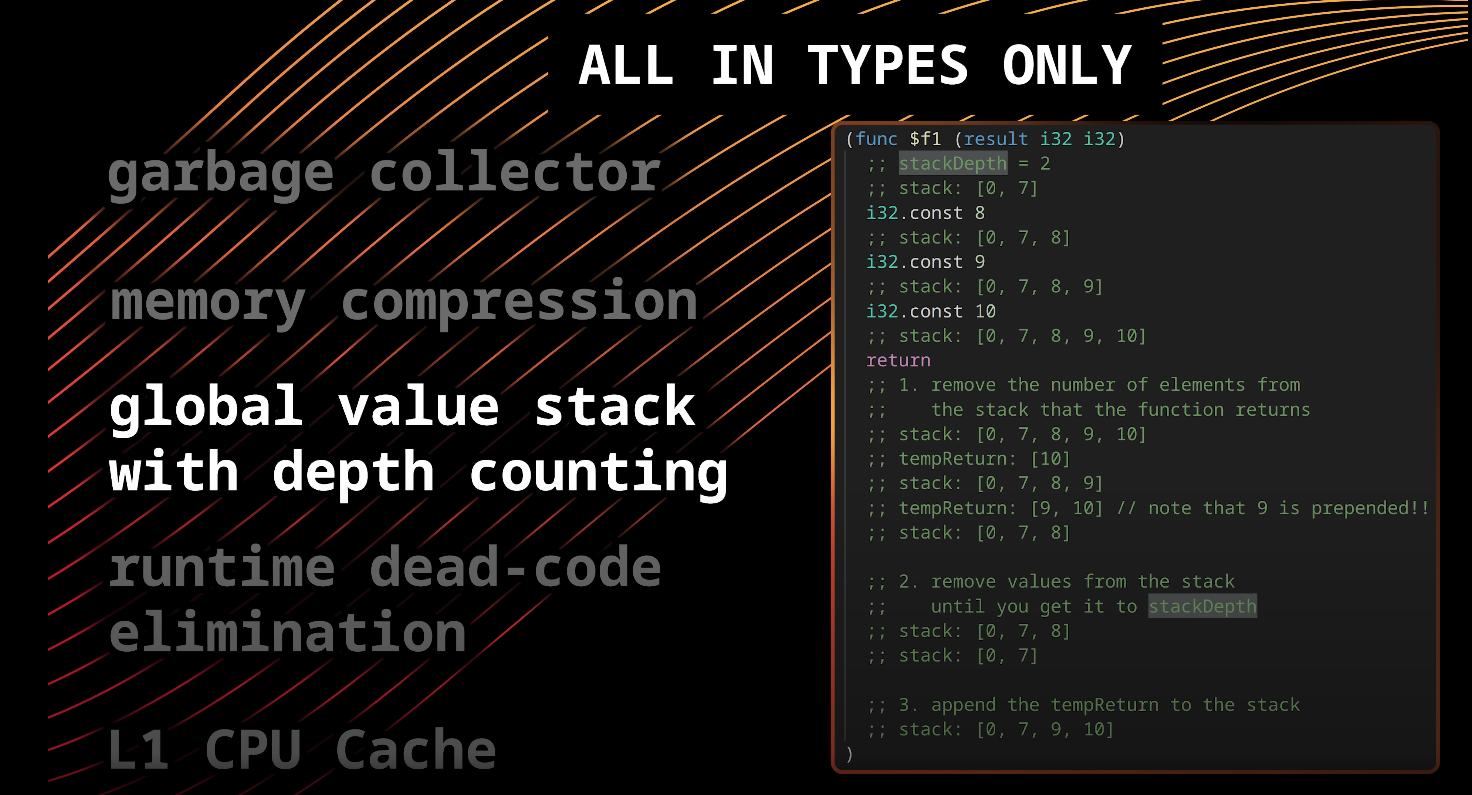 ALL IN TYPES ONLY
garbage collector
memory compression
global value stack
with depth counting
runtime dead-code
elimination
L1 CPU Cache
(func $f1 (result i32 i32)
;; stackDepth = 2
;; stack: [0, 7]
i32.const 8
;; stack: [0, 7, 8]
i32.const 9
;; stack: [0, 7, 8, 9]
i32.const 10
;; stack: [0, 7, 8, 9, 10]
return
;; 1. remove the number of elements from
;;    the stack that the function returns
;; stack: [0, 7, 8, 9, 10]
;; tempReturn: [10]
;; stack: [0, 7, 8, 9]
;; tempReturn: [9, 10] // note that 9 is prepended!!
;; stack: [0, 7, 8]
;; 2. remove values from the stack
;;    until you get it to stackDepth
;; stack: [0, 7, 8]
;; stack: [0, 7]
;; 3. append the tempReturn to the stack
;; stack: [0, 7, 9, 10]
)